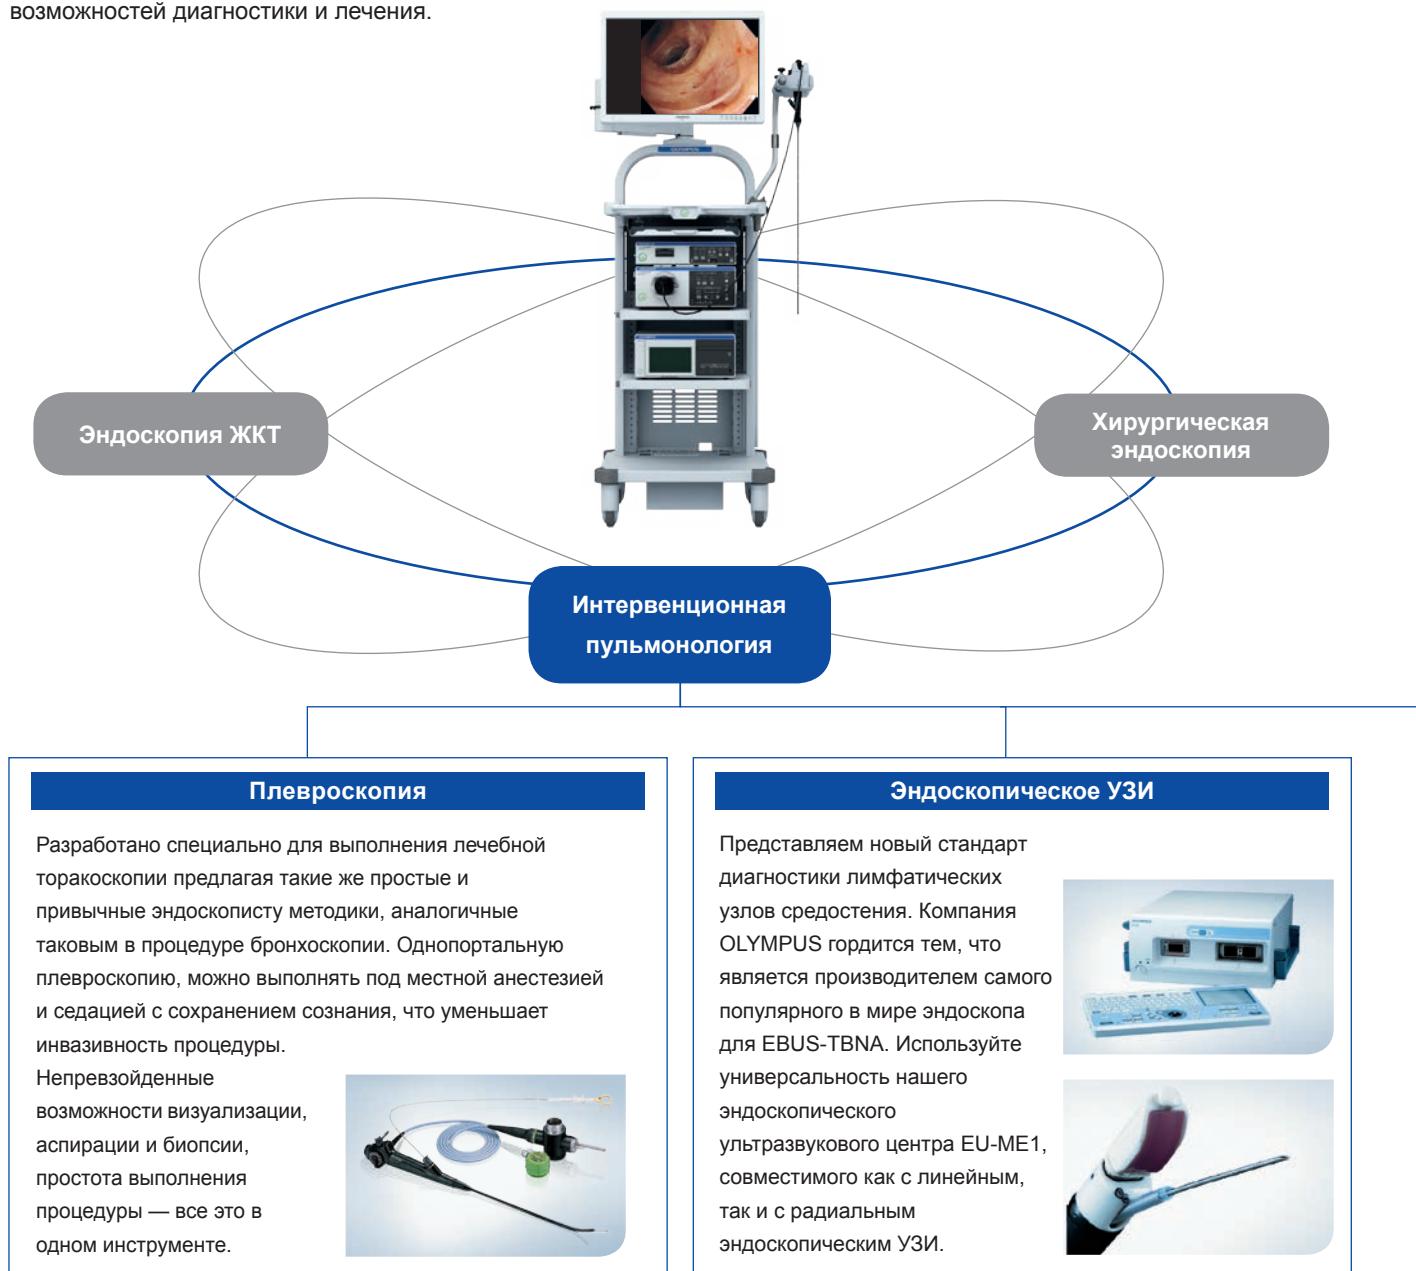 возможностей диагностики и лечения.
OLYMPUS
Эндоскопия ЖКТ
Хирургическая
эндоскопия
Интервенционная
пульмонология
Плевроскопия
Разработано специально для выполнения лечебной
торакоскопии предлагая такие же простые и
привычные эндоскописту методики, аналогичные
таковым в процедуре бронхоскопии. Однопортальную
плевроскопию, можно выполнять под местной анестезией
и седацией с сохранением сознания, что уменьшает
инвазивность процедуры.
Непревзойденные
возможности визуализации,
аспирации и биопсии,
простота выполнения
процедуры — все это в
одном инструменте.
Эндоскопическое УЗИ
Представляем новый стандарт
диагностики лимфатических
узлов средостения. Компания
OLYMPUS гордится тем, что
является производителем самого
популярного в мире эндоскопа
для EBUS-TBNA. Используйте
универсальность нашего
эндоскопического
ультразвукового центра EU-ME1,
совместимого как с линейным,
так и с радиальным
эндоскопическим УЗИ.